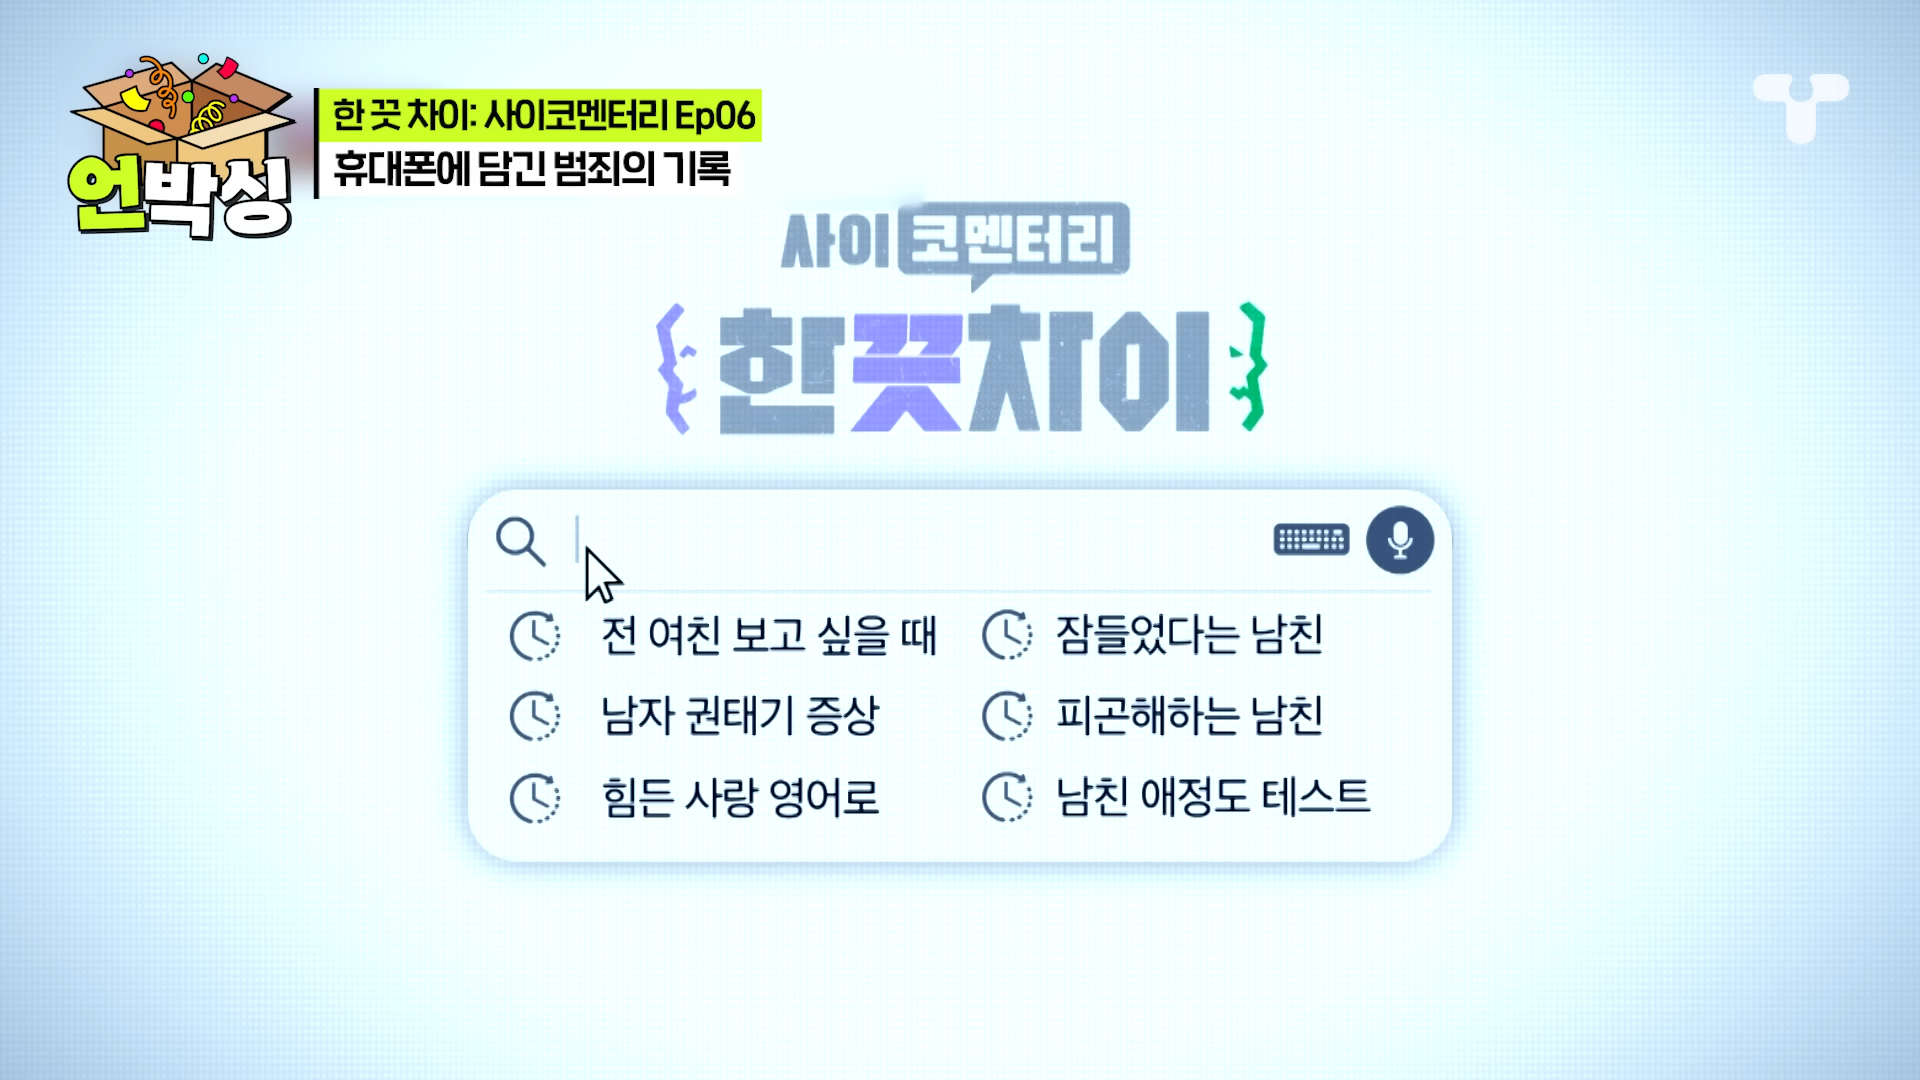 언박싱
한 끗 차이: 사이코멘터리 Ep06
휴대폰에 담긴 범죄의 기록
사이코멘터리
한끗차이
전 여친 보고 싶을 때
잠들었다는 남친
남자 권태기 증상
피곤해하는 남친
힘든 사랑 영어로
남친 애정도 테스트